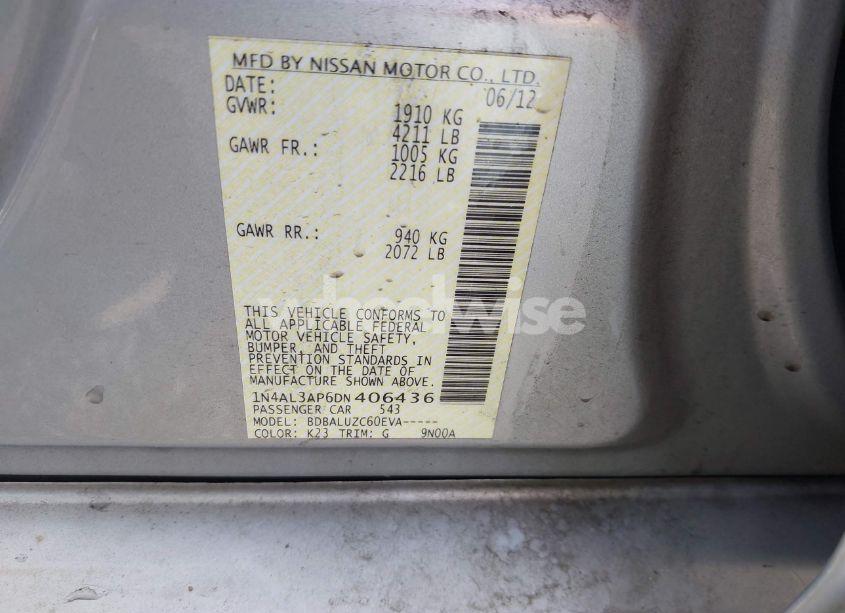 MFD BY NISSAN MOTOR CO., LTD.
DATE: 06/12
GVWR: 1910 KG
4211 LB
GAWR FR.: 1005 KG
2216 LB
GAWR RR.: 940 KG
2072 LB
wheelwise
THIS VEHICLE CONFORMS TO
ALL APPLICABLE FEDERAL
MOTOR VEHICLE SAFETY,
BUMPER, AND THEFT
PREVENTION STANDARDS IN
EFFECT ON THE DATE OF
MANUFACTURE SHOWN ABOVE.
1N4AL3AP6DN406436
PASSENGER CAR 543
MODEL: BDBALUZC60EVA-----
COLOR: K23 TRIM: G 9N00A